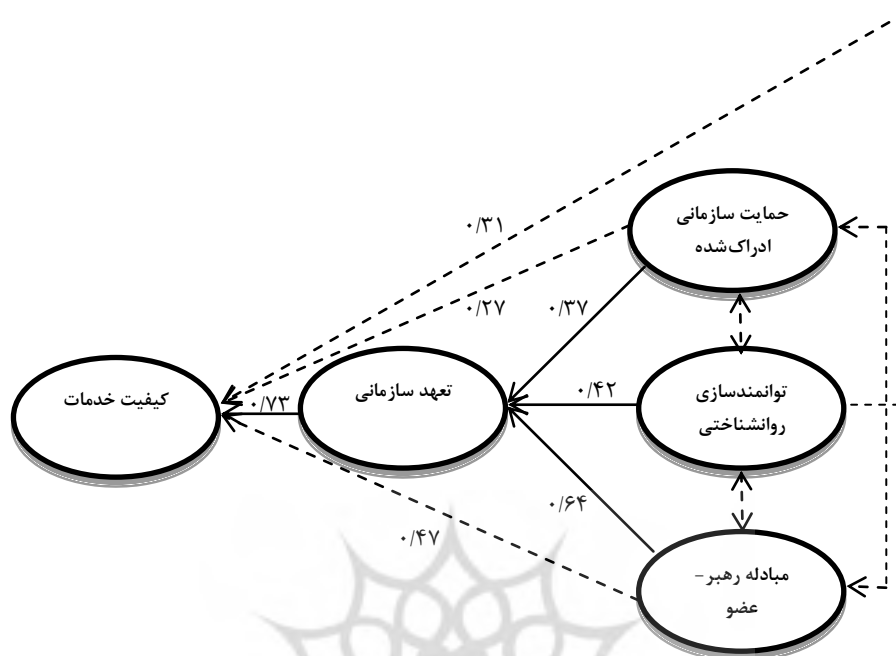 حمایت سازمانی
ادراک‌شده
۰/۳۱
۰/۲۷
۰/۳۷
توانمندسازی
روانشناختی
۰/۴۲
تعهد سازمانی
۰/۷۳
کیفیت خدمات
۰/۶۴
۰/۴۷
مبادله رهبر-
عضو